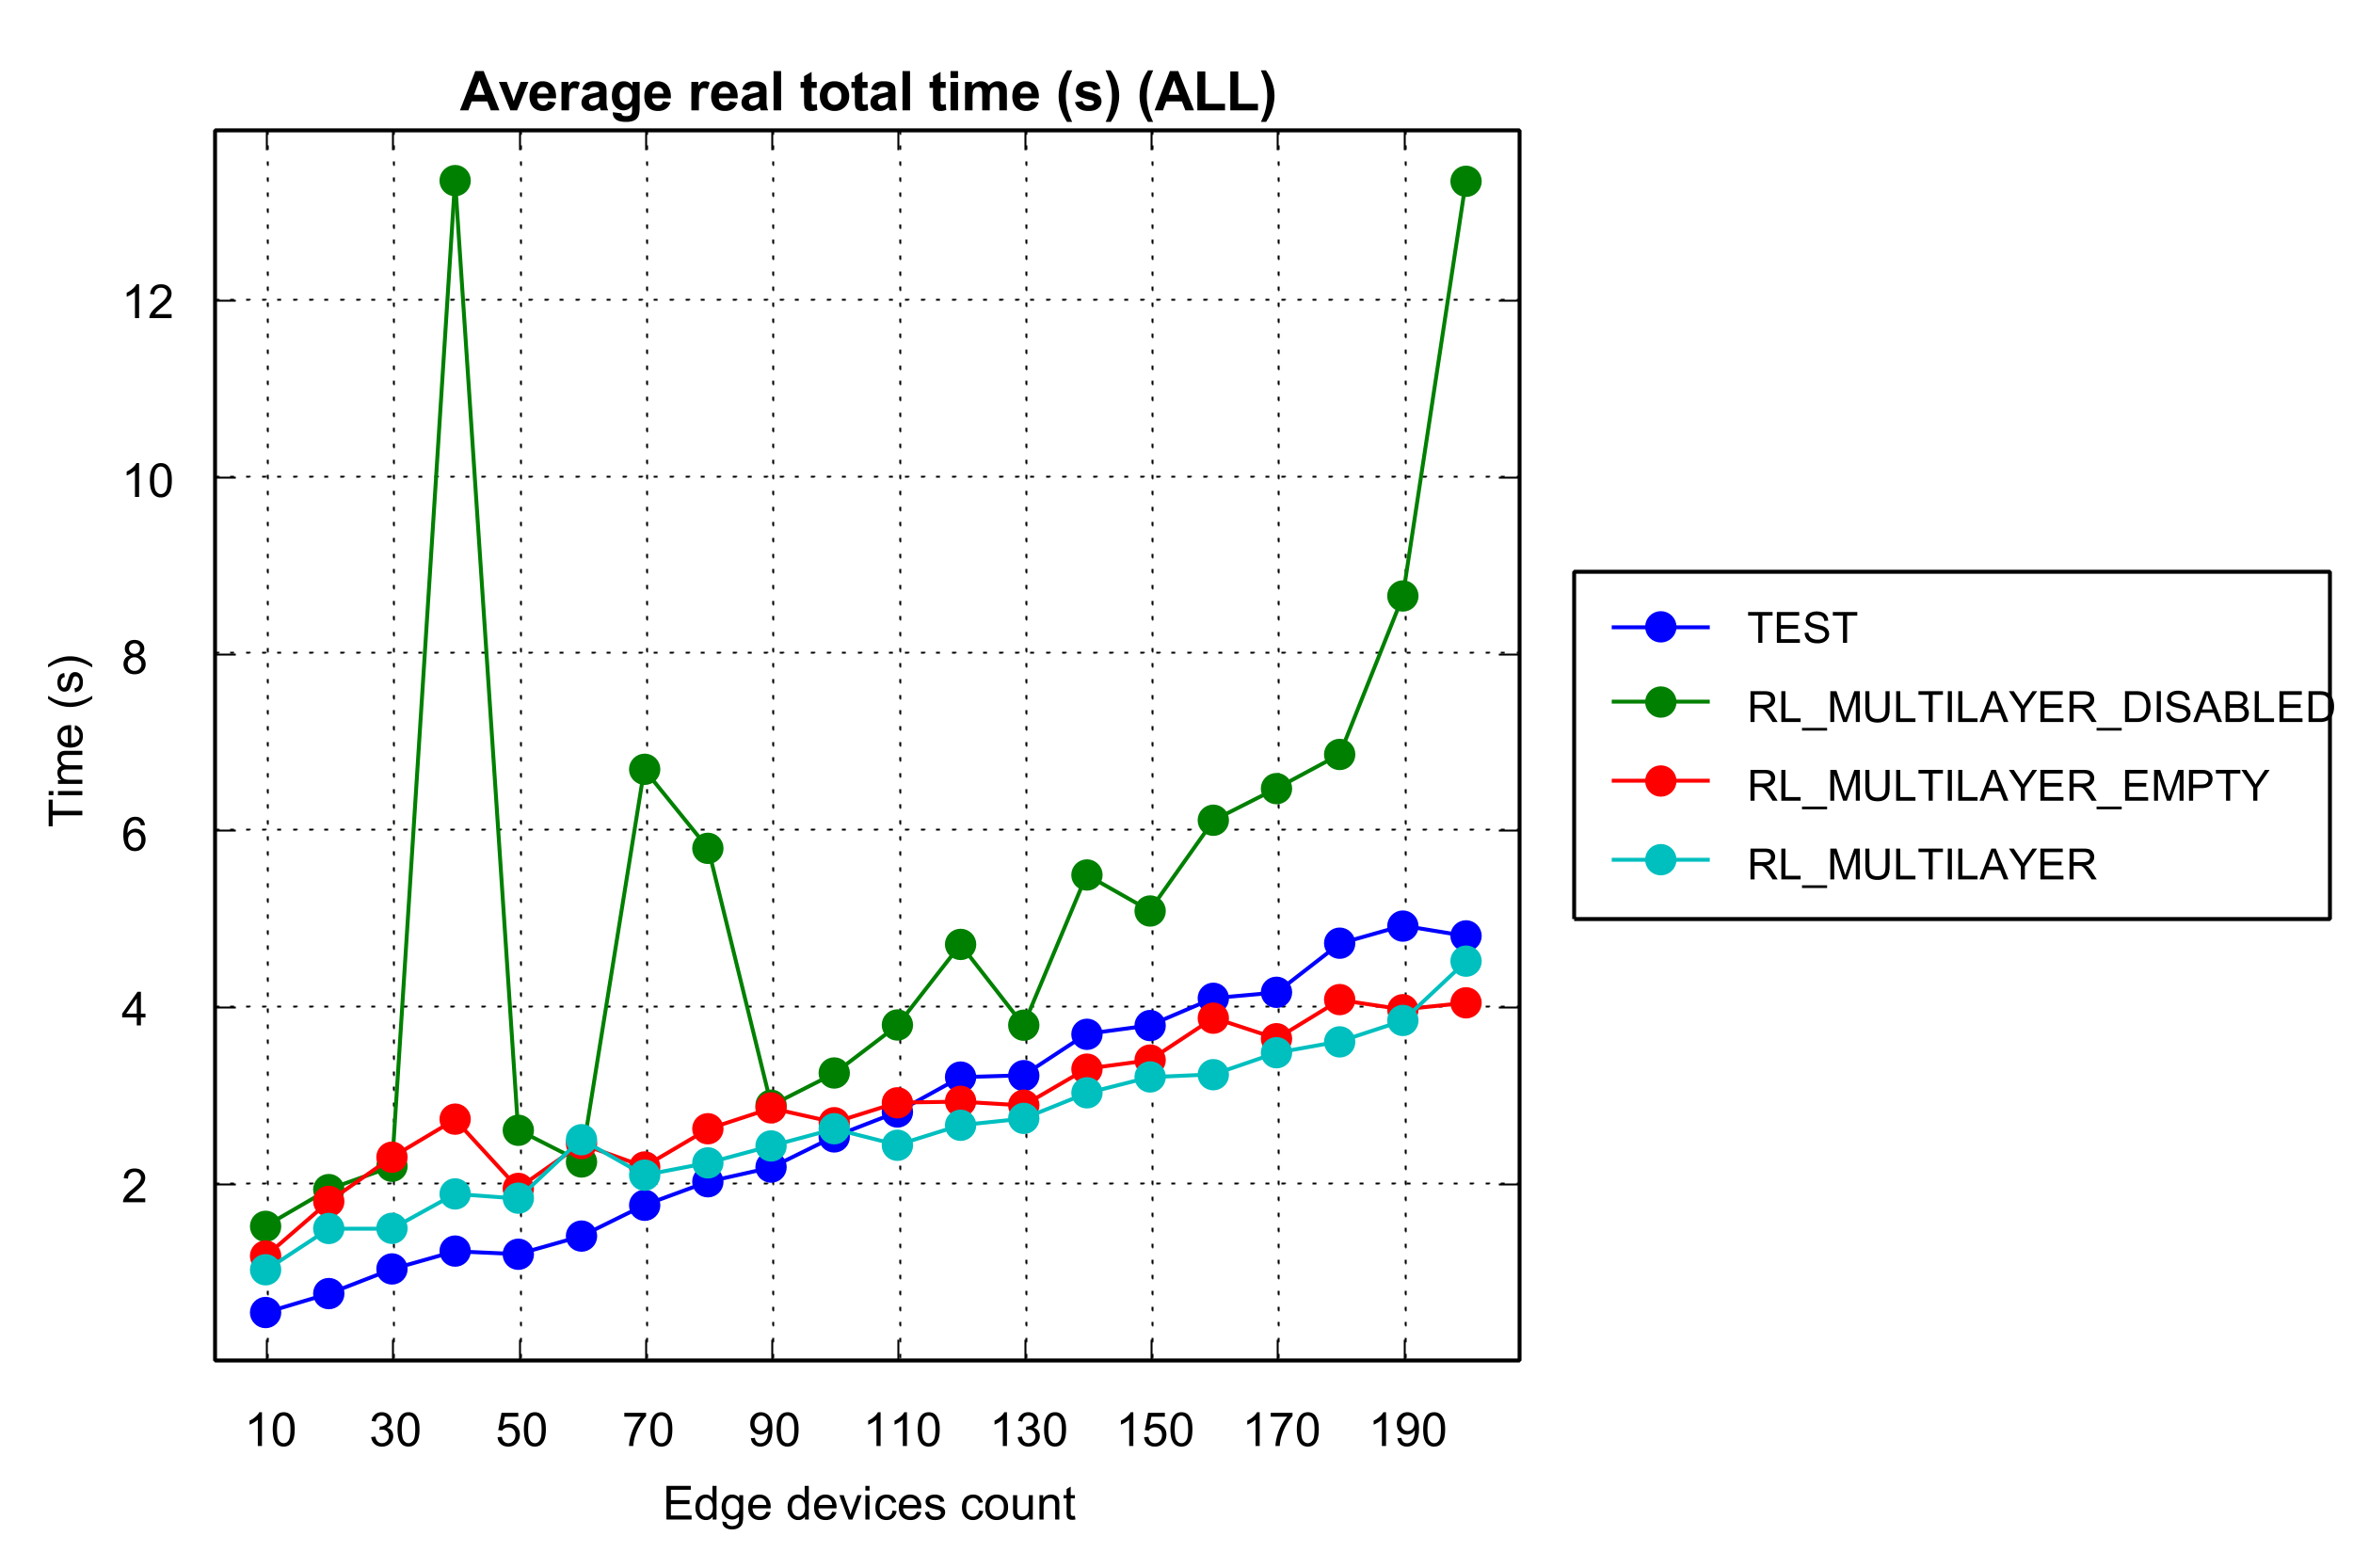 Average real total time (s) (ALL)
12
10
8
6
4
2
Time (s)
10 30 50 70 90 110 130 150 170 190
Edge devices count
TEST
RL_MULTILAYER_DISABLED
RL_MULTILAYER_EMPTY
RL_MULTILAYER